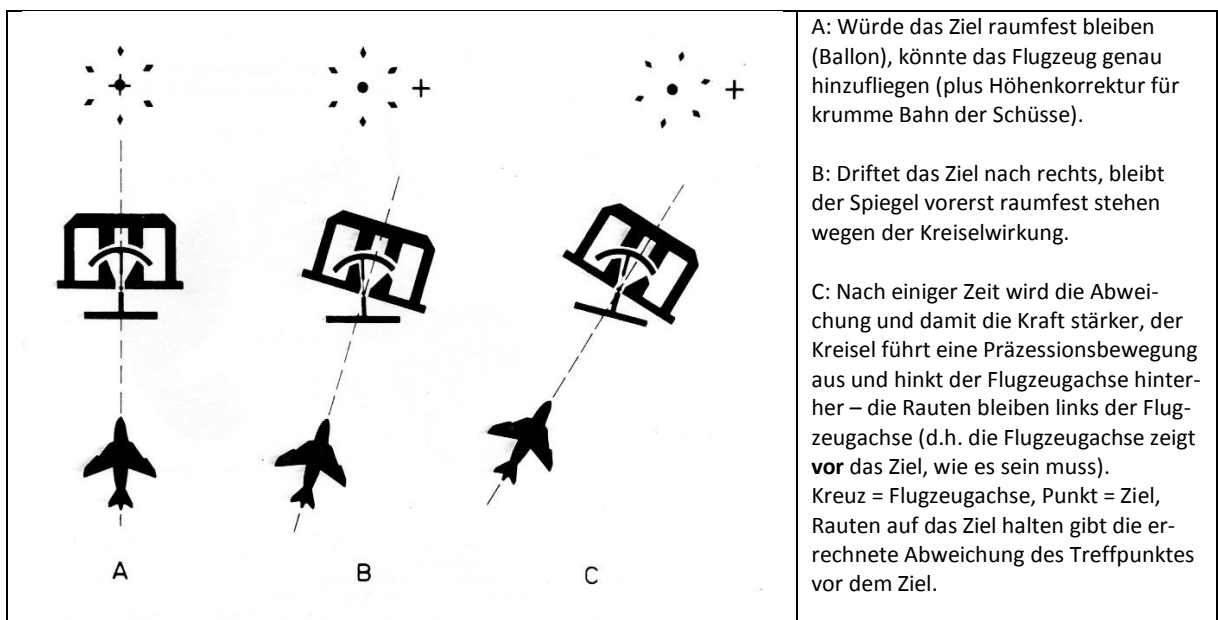 A: Würde das Ziel raumfest bleiben
(Ballon), könnte das Flugzeug genau
hinzufliegen (plus Höhenkorrektur für
krumme Bahn der Schüsse).
B: Driftet das Ziel nach rechts, bleibt
der Spiegel vorerst raumfest stehen
wegen der Kreiselwirkung.
C: Nach einiger Zeit wird die Abwei-
chung und damit die Kraft stärker, der
Kreisel führt eine Präzessionsbewegung
aus und hinkt der Flugzeugachse hinter-
her – die Rauten bleiben links der Flug-
zeugachse (d.h. die Flugzeugachse zeigt
vor das Ziel, wie es sein muss).
Kreuz = Flugzeugachse, Punkt = Ziel,
Rauten auf das Ziel halten gibt die er-
rechnete Abweichung des Treffpunktes
vor dem Ziel.
A B C